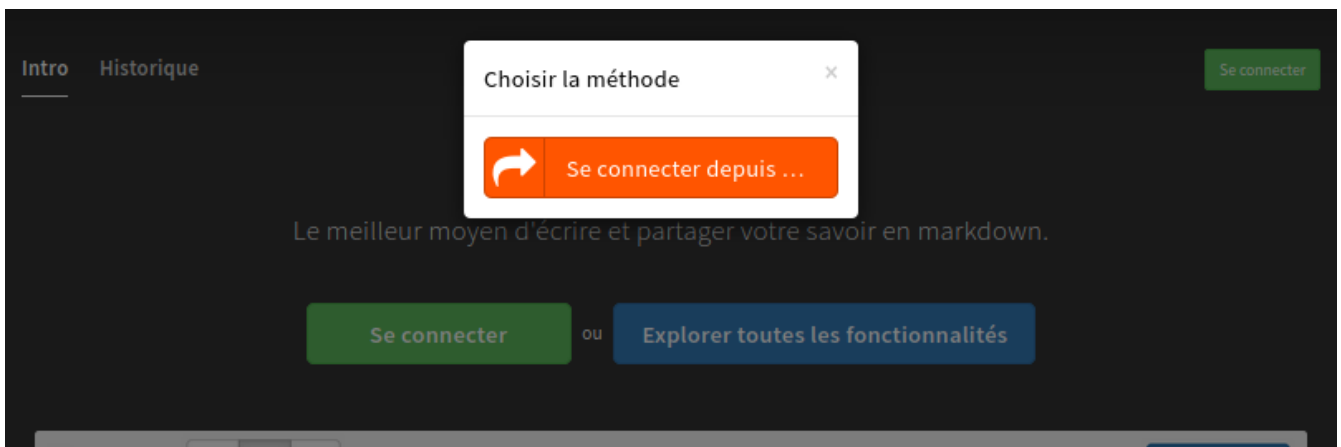 Intro Historique
Choisir la méthode ×
Se connecter
Se connecter depuis ...
Le meilleur moyen d'écrire et partager votre savoir en markdown.
Se connecter ou Explorer toutes les fonctionnalités